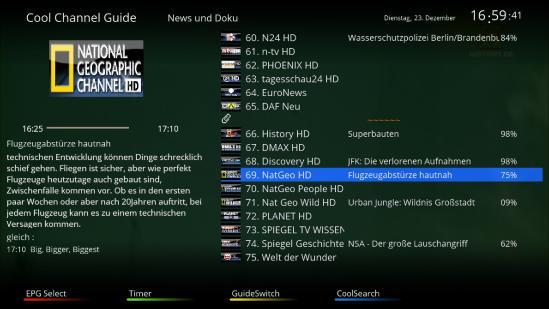 Cool Channel Guide
News und Doku
Dienstag, 23. Dezember
16:59:41
NATIONAL
GEOGRAPHIC
CHANNEL HD
16:25 17:10
Flugzeugabstürze hautnah
technischen Entwicklung können Dinge schrecklich
schief gehen. Fliegen ist sicher, aber wie perfekt
Flugzeuge heutzutage auch gebaut sind,
Zwischenfälle kommen vor. Ob es in den ersten
paar Wochen oder aber nach 20Jahren auftritt, bei
jedem Flugzeug kann es zu einem technischen
Versagen kommen.
gleich :
17:10 Big, Bigger, Biggest
60. N24 HD Wasserschutzpolizei Berlin/Brandenbu 84%
61. n-tv HD
62. PHOENIX HD
63. tagesschau24 HD
64. EuroNews
65. DAF Neu
66. History HD Superbauten 98%
67. DMAX HD
68. Discovery HD JFK: Die verlorenen Aufnahmen 98%
69. NatGeo HD Flugzeugabstürze hautnah 75%
70. NatGeo People HD
71. Nat Geo Wild HD Urban Jungle: Wildnis Großstadt 09%
72. PLANET HD
73. SPIEGEL TV WISSEN
74. Spiegel Geschichte NSA - Der große Lauschangriff 62%
75. Welt der Wunder
EPG Select
Timer
GuideSwitch
CoolSearch